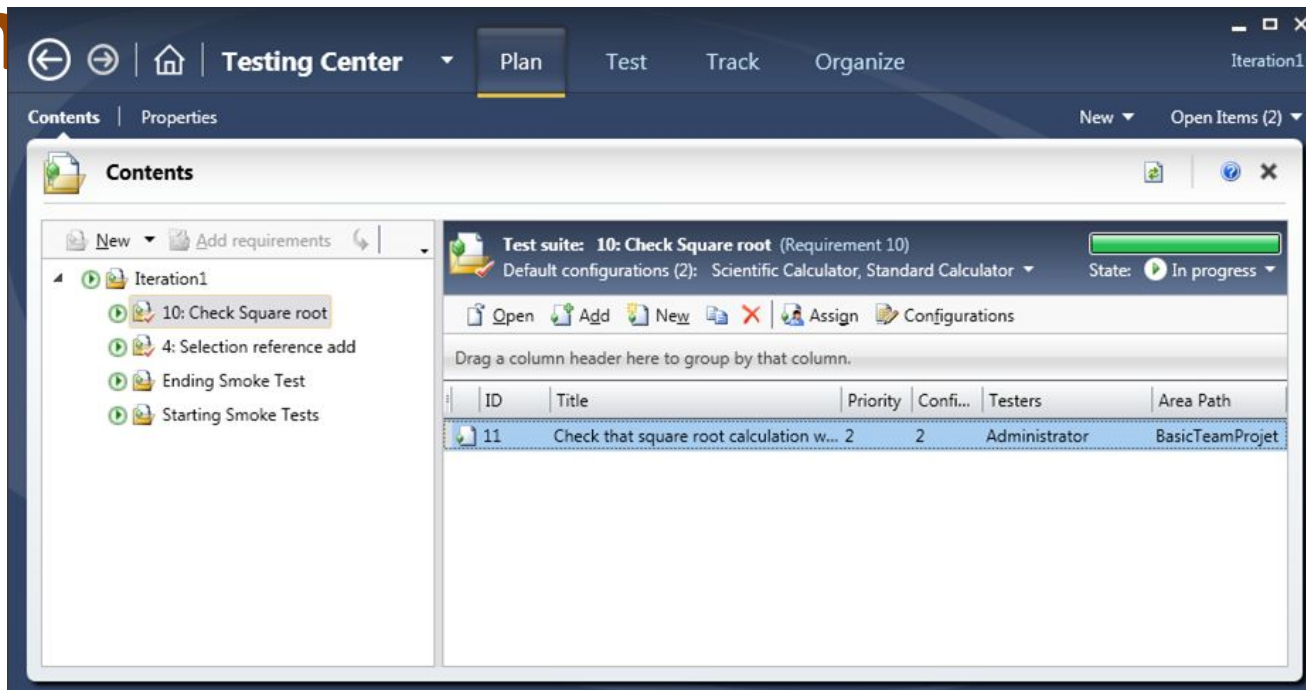 Testing Center Plan Test Track Organize Iteration1
Contents Properties New Open Items (2)
Contents
New Add requirements
Iteration1
10: Check Square root
4: Selection reference add
Ending Smoke Test
Starting Smoke Tests
Test suite: 10: Check Square root (Requirement 10)
Default configurations (2): Scientific Calculator, Standard Calculator State: In progress
Open Add New Assign Configurations
Drag a column header here to group by that column.
ID Title Priority Confi... Testers Area Path
11 Check that square root calculation w... 2 2 Administrator BasicTeamProjet